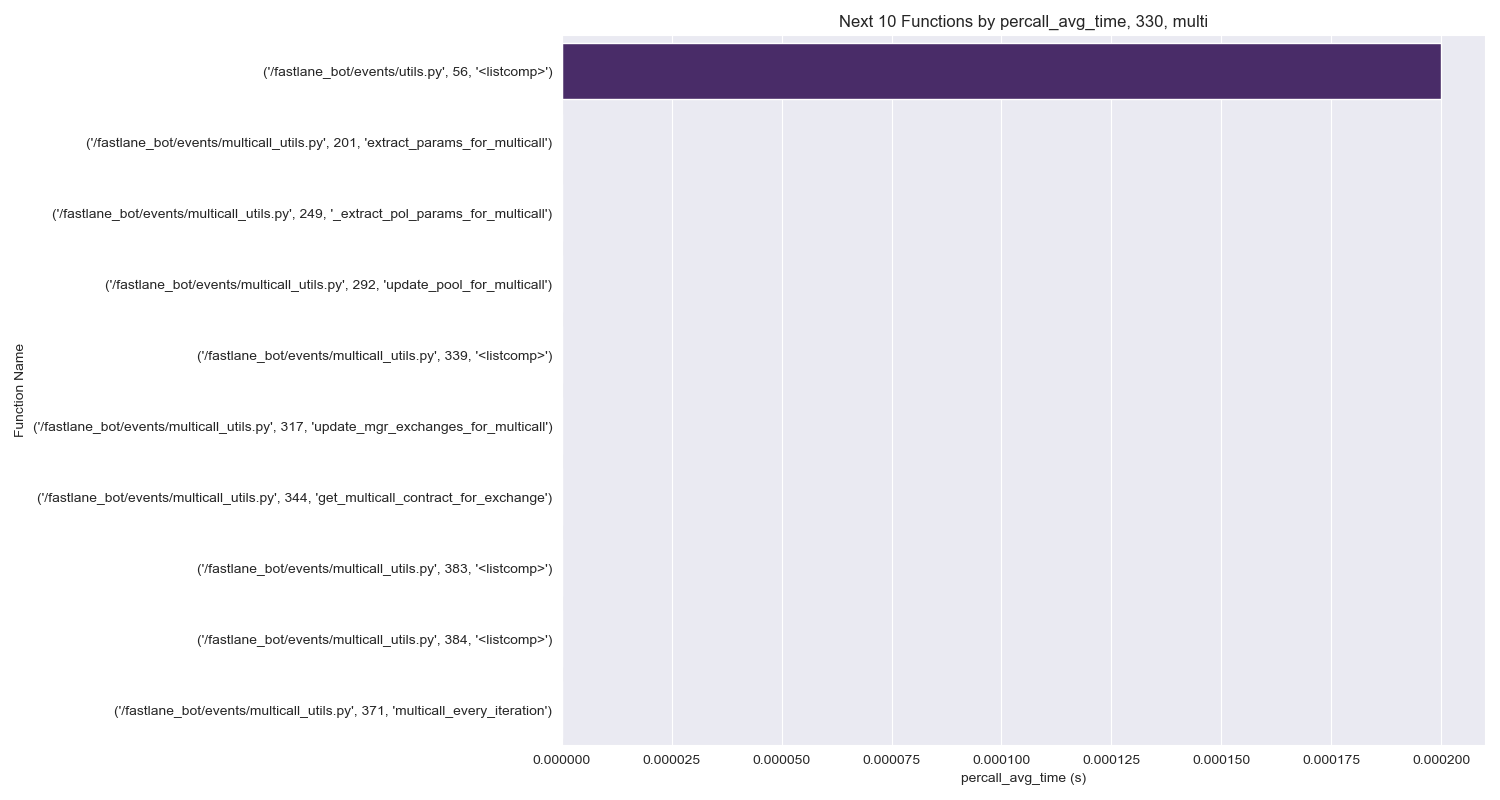 Next 10 Functions by percall_avg_time, 330, multi
('/fastlane_bot/events/utils.py', 56, '<listcomp>')
('/fastlane_bot/events/multicall_utils.py', 201, 'extract_params_for_multicall')
('/fastlane_bot/events/multicall_utils.py', 249, '_extract_pol_params_for_multicall')
('/fastlane_bot/events/multicall_utils.py', 292, 'update_pool_for_multicall')
('/fastlane_bot/events/multicall_utils.py', 339, '<listcomp>')
('/fastlane_bot/events/multicall_utils.py', 317, 'update_mgr_exchanges_for_multicall')
('/fastlane_bot/events/multicall_utils.py', 344, 'get_multicall_contract_for_exchange')
('/fastlane_bot/events/multicall_utils.py', 383, '<listcomp>')
('/fastlane_bot/events/multicall_utils.py', 384, '<listcomp>')
('/fastlane_bot/events/multicall_utils.py', 371, 'multicall_every_iteration')
Function Name
0.000000 0.000025 0.000050 0.000075 0.000100 0.000125 0.000150 0.000175 0.000200
percall_avg_time (s)